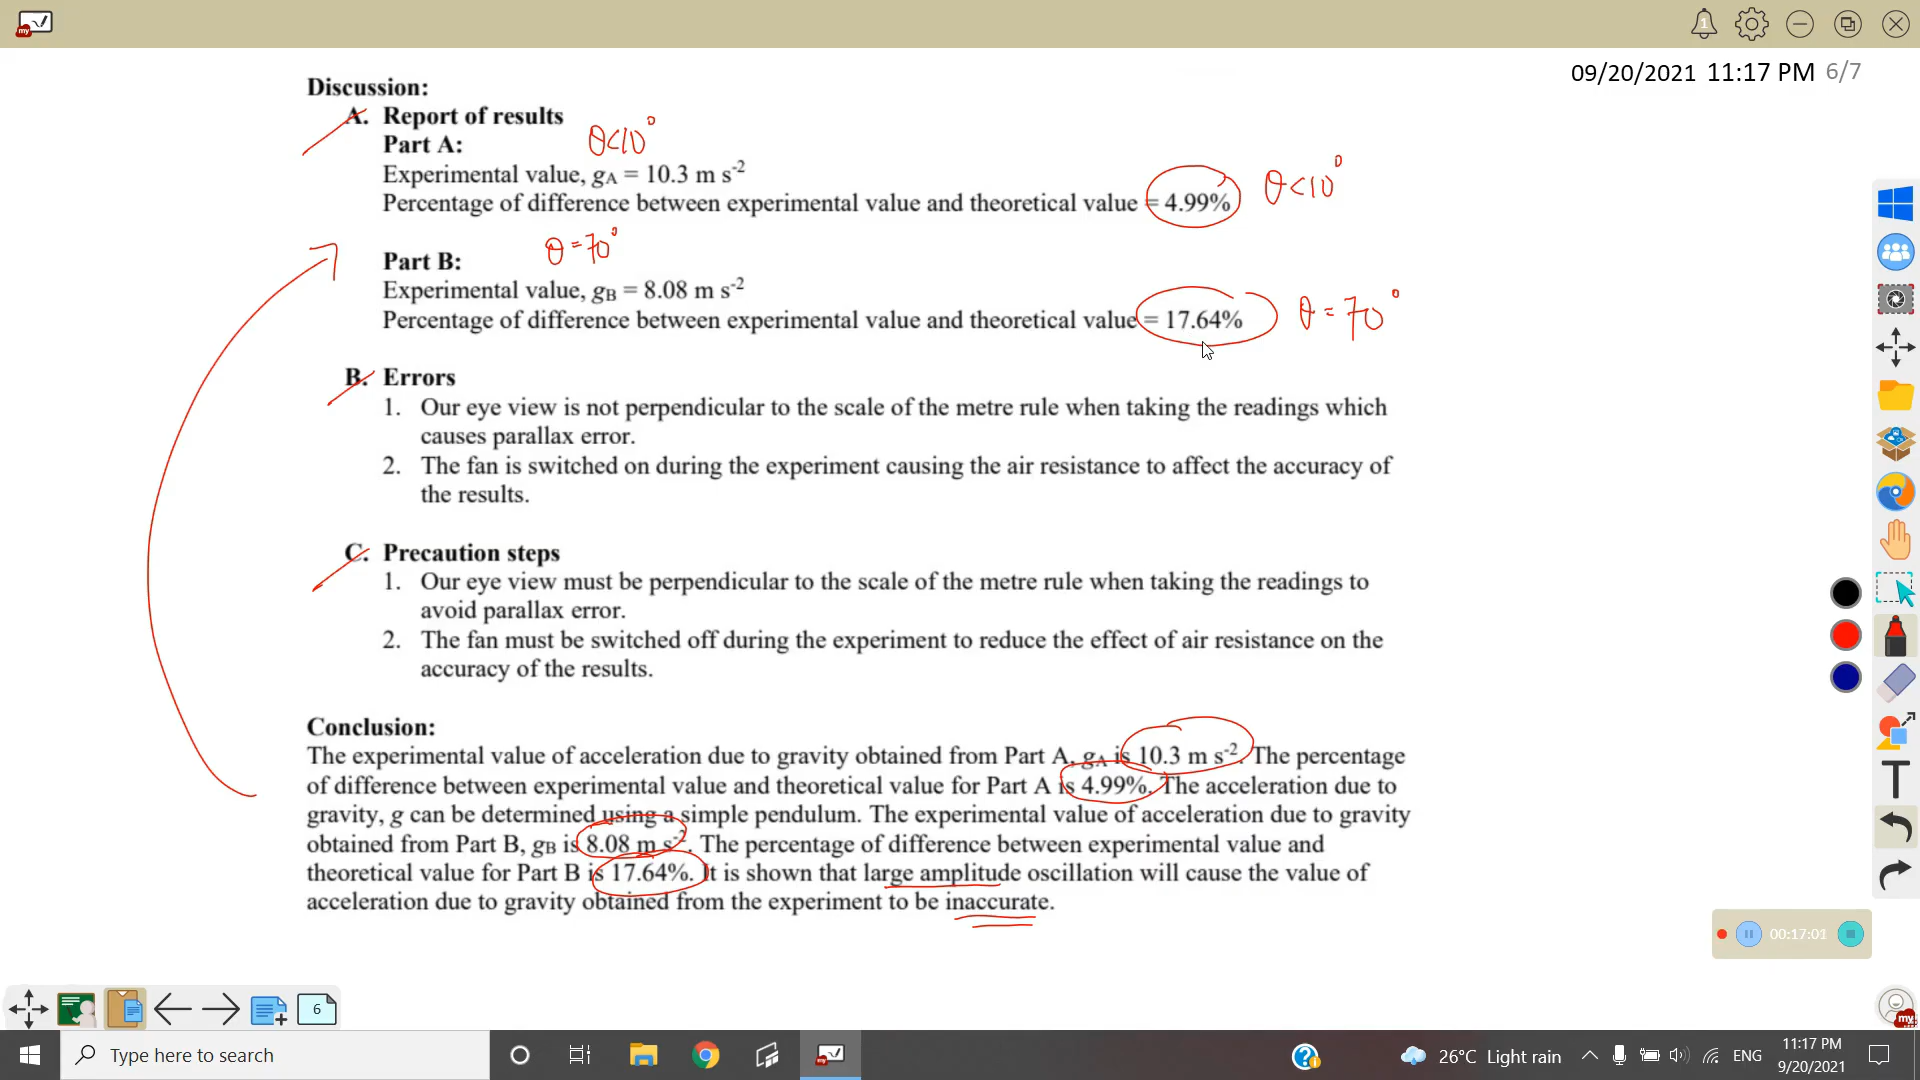 my
1
09/20/2021 11:17 PM 6/7
Discussion:
A. Report of results
Part A: θ<10°
Experimental value, gA = 10.3 m s-2
Percentage of difference between experimental value and theoretical value = 4.99% θ<10°
Part B: θ=70°
Experimental value, gB = 8.08 m s-2
Percentage of difference between experimental value and theoretical value = 17.64% θ = 70°
B. Errors
1. Our eye view is not perpendicular to the scale of the metre rule when taking the readings which
causes parallax error.
2. The fan is switched on during the experiment causing the air resistance to affect the accuracy of
the results.
C. Precaution steps
1. Our eye view must be perpendicular to the scale of the metre rule when taking the readings to
avoid parallax error.
2. The fan must be switched off during the experiment to reduce the effect of air resistance on the
accuracy of the results.
Conclusion:
The experimental value of acceleration due to gravity obtained from Part A, gA is 10.3 m s-2. The percentage
of difference between experimental value and theoretical value for Part A is 4.99%. The acceleration due to
gravity, g can be determined using a simple pendulum. The experimental value of acceleration due to gravity
obtained from Part B, gB is 8.08 m s-2. The percentage of difference between experimental value and
theoretical value for Part B is 17.64%. It is shown that large amplitude oscillation will cause the value of
acceleration due to gravity obtained from the experiment to be inaccurate.
T
00:17:01
6
my
Type here to search
26°C Light rain
ENG
11:17 PM
9/20/2021